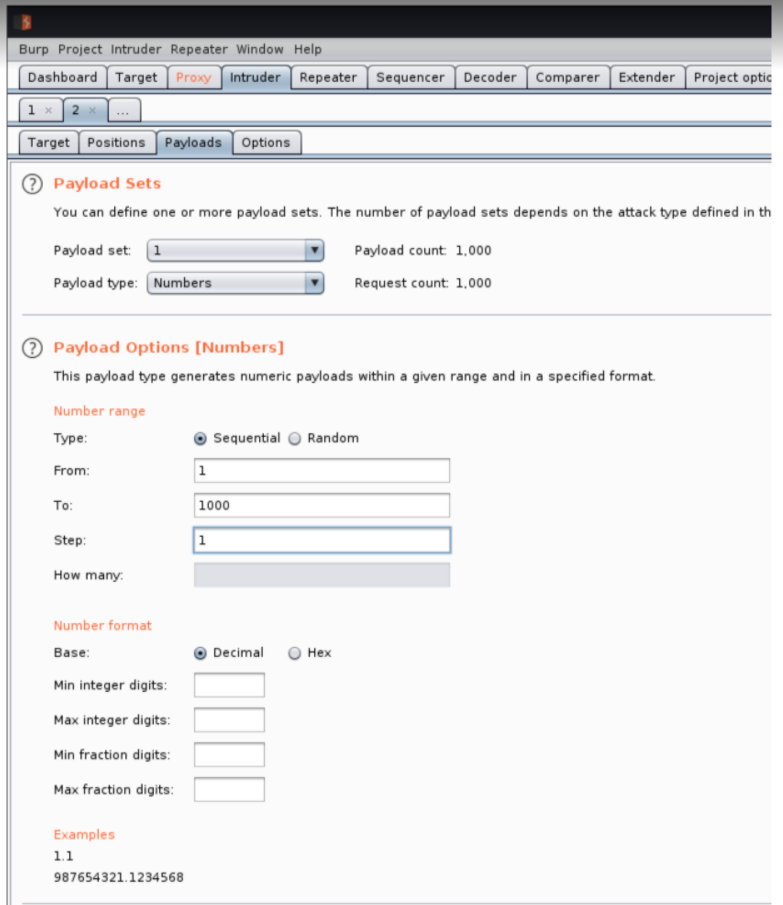 Burp Project Intruder Repeater Window Help
Dashboard Target Proxy Intruder Repeater Sequencer Decoder Comparer Extender Project optio
1 × 2 × ...
Target Positions Payloads Options
? Payload Sets
You can define one or more payload sets. The number of payload sets depends on the attack type defined in th
Payload set: 1 Payload count: 1,000
Payload type: Numbers Request count: 1,000
? Payload Options [Numbers]
This payload type generates numeric payloads within a given range and in a specified format.
Number range
Type: Sequential Random
From: 1
To: 1000
Step: 1
How many:
Number format
Base: Decimal Hex
Min integer digits:
Max integer digits:
Min fraction digits:
Max fraction digits:
Examples
1.1
987654321.1234568